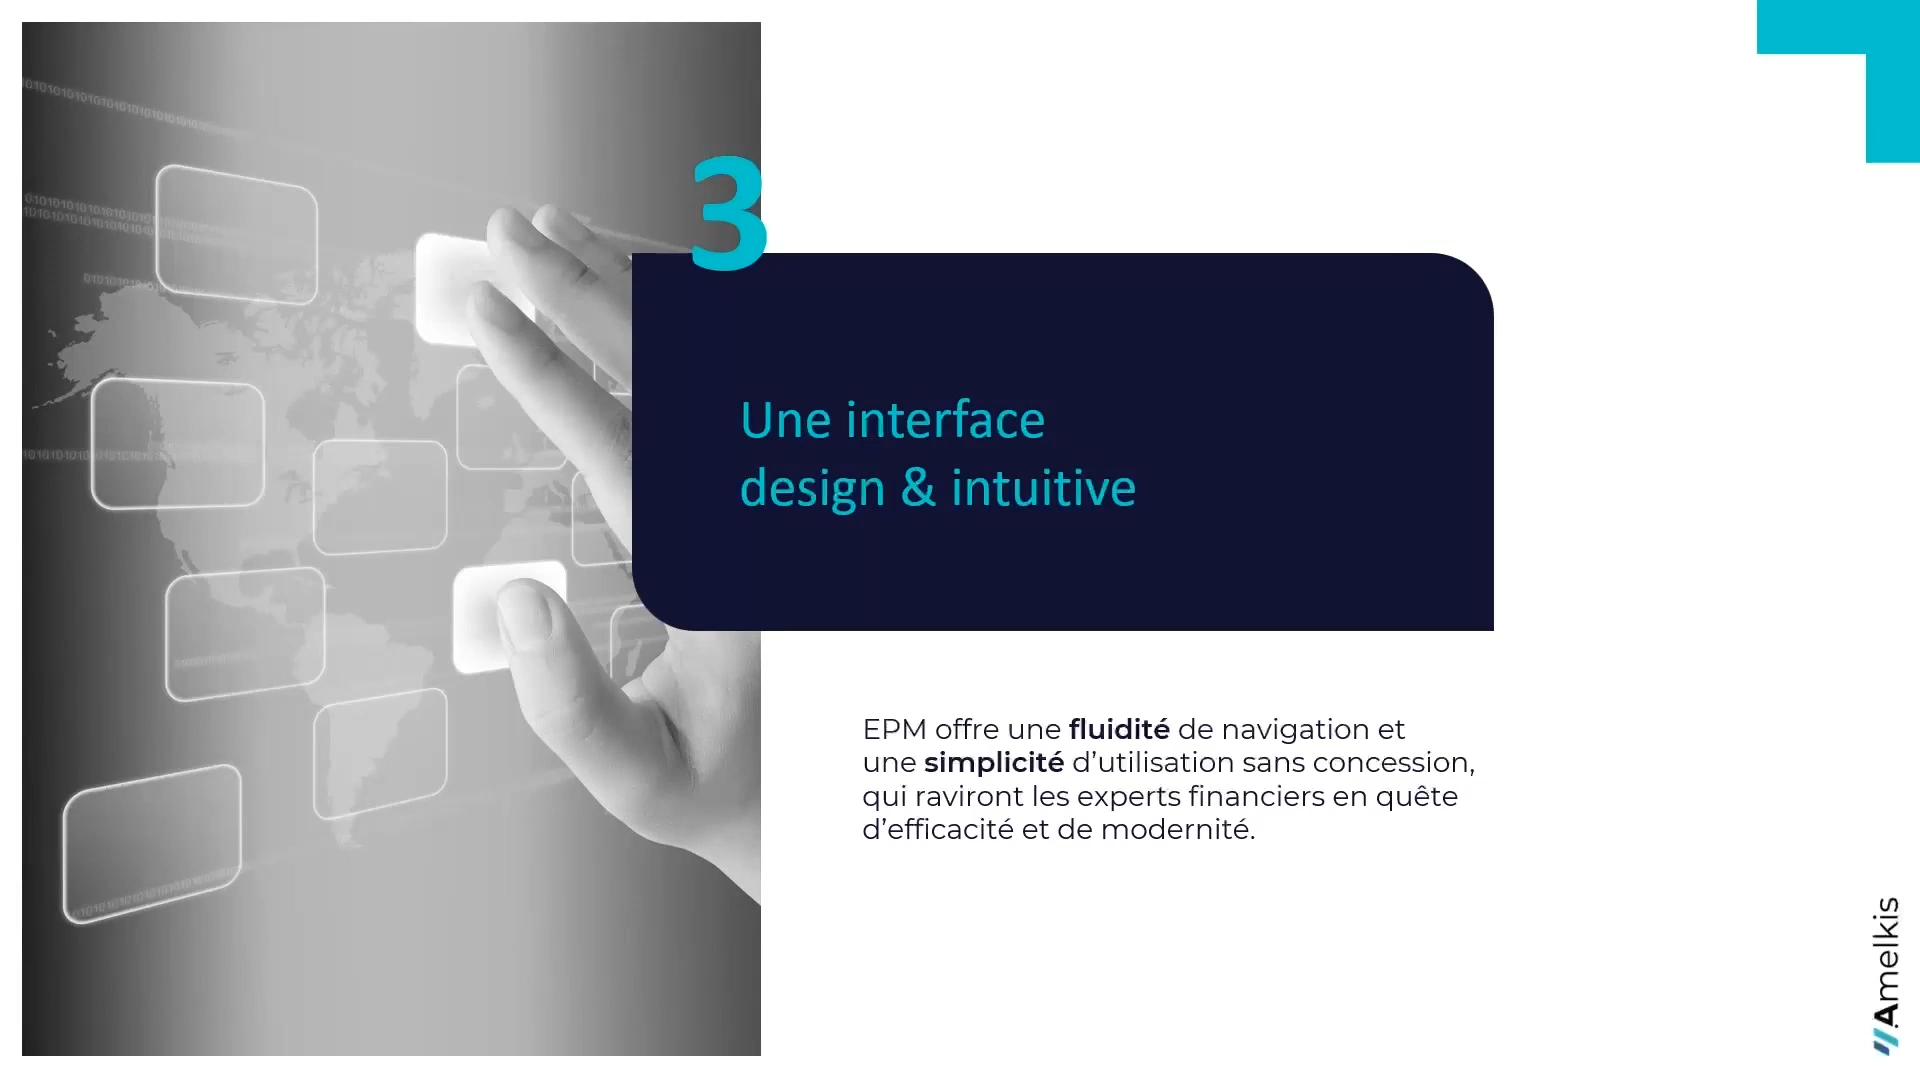 3
Une interface
design & intuitive
EPM offre une fluidité de navigation et
une simplicité d’utilisation sans concession,
qui raviront les experts financiers en quête
d’efficacité et de modernité.
Amelkis